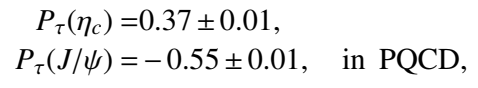 P_τ(η_c) =0.37 ± 0.01,
P_τ(J/ψ) = − 0.55 ± 0.01, in PQCD,